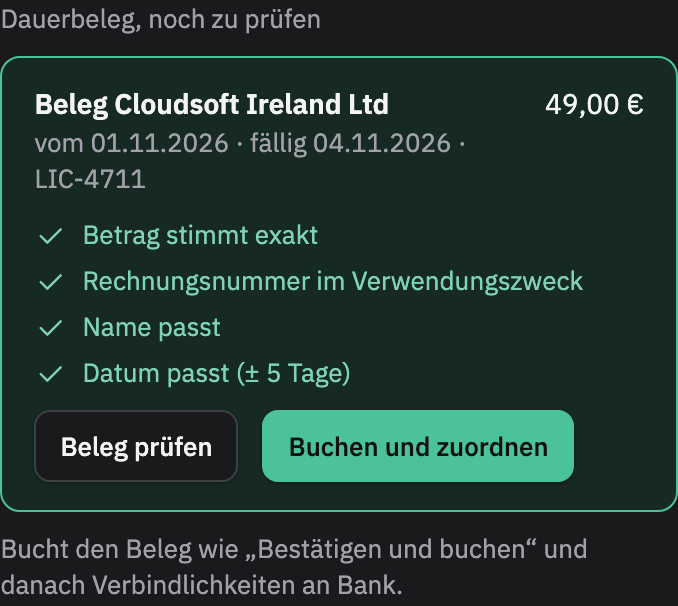 Dauerbeleg, noch zu prüfen
Beleg Cloudsoft Ireland Ltd 49,00 €
vom 01.11.2026 · fällig 04.11.2026 ·
LIC-4711
Betrag stimmt exakt
Rechnungsnummer im Verwendungszweck
Name passt
Datum passt (± 5 Tage)
Beleg prüfen Buchen und zuordnen
Bucht den Beleg wie „Bestätigen und buchen“ und
danach Verbindlichkeiten an Bank.